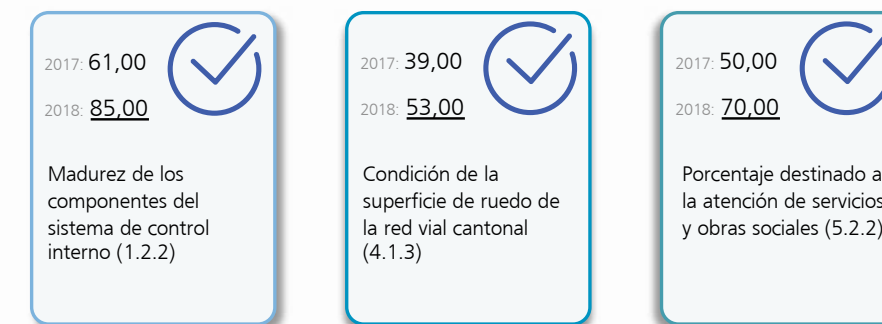 2017: 61,00
2018: 85,00
Madurez de los
componentes del
sistema de control
interno (1.2.2)
2017: 39,00
2018: 53,00
Condición de la
superficie de ruedo de
la red vial cantonal
(4.1.3)
2017: 50,00
2018: 70,00
Porcentaje destinado a
la atención de servicios
y obras sociales (5.2.2)